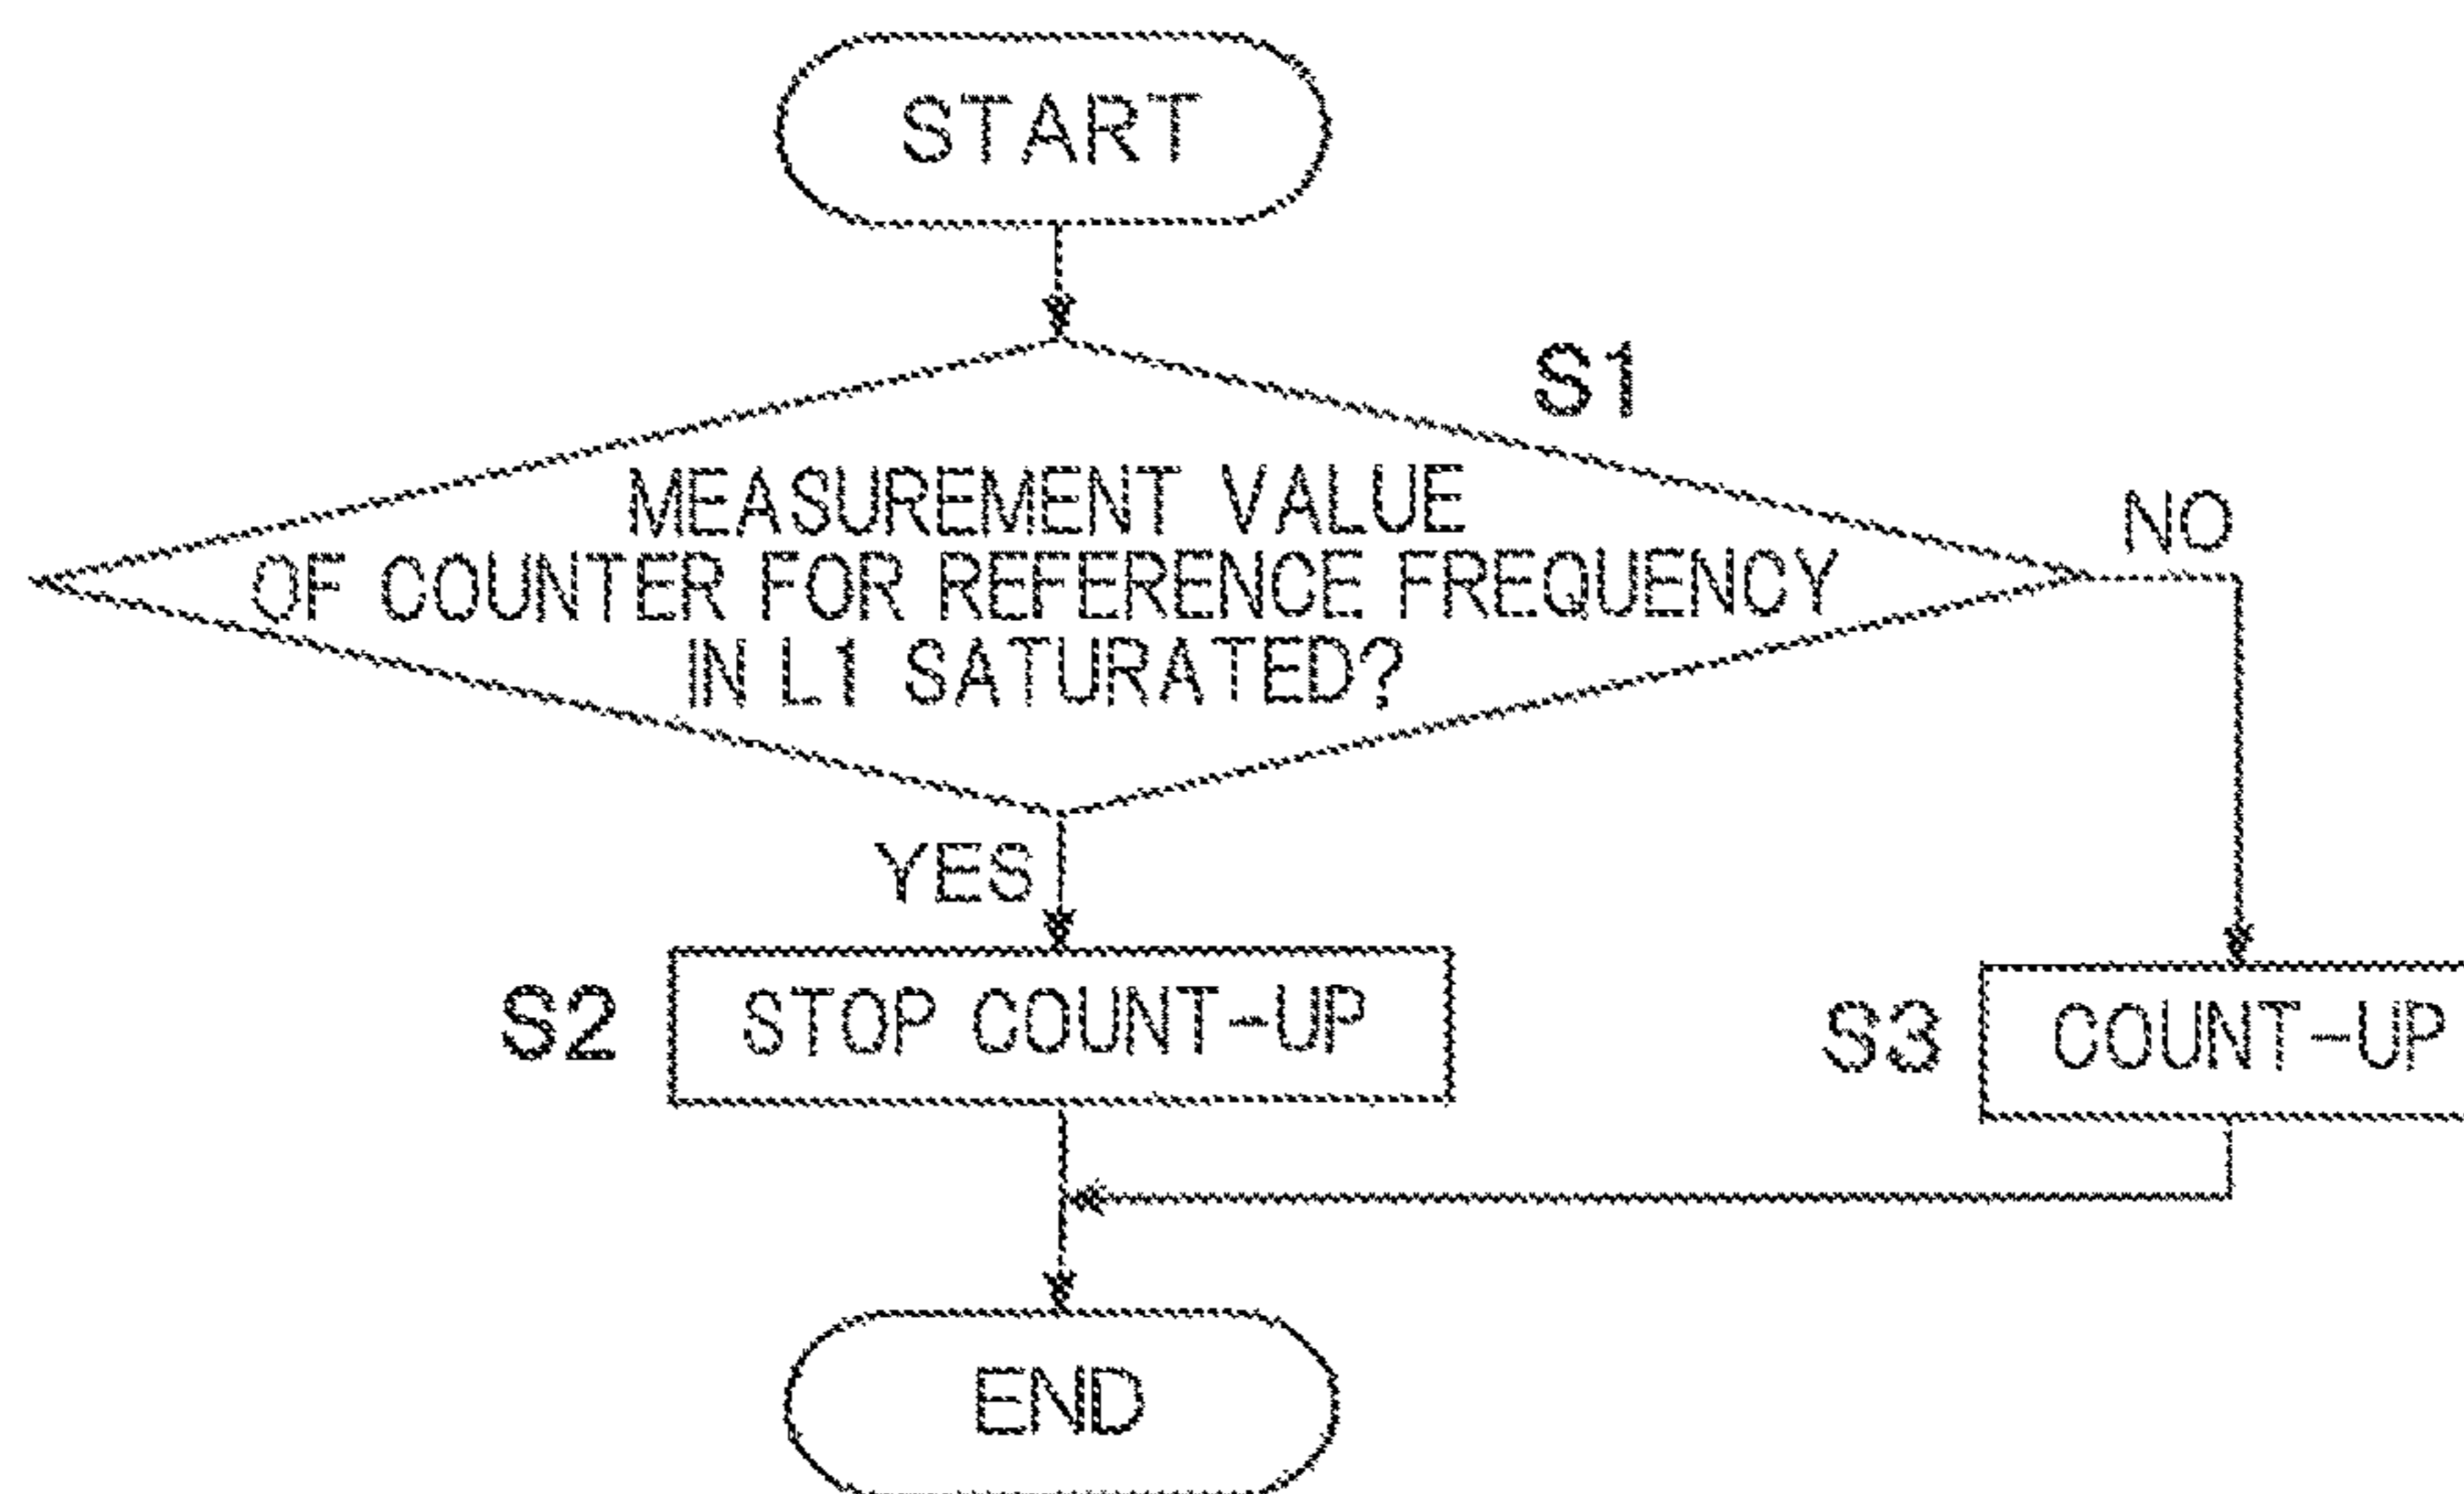 START
S1
MEASUREMENT VALUE
OF COUNTER FOR REFERENCE FREQUENCY
IN L1 SATURATED?
NO
YES
S2
STOP COUNT-UP
S3
COUNT-UP
END